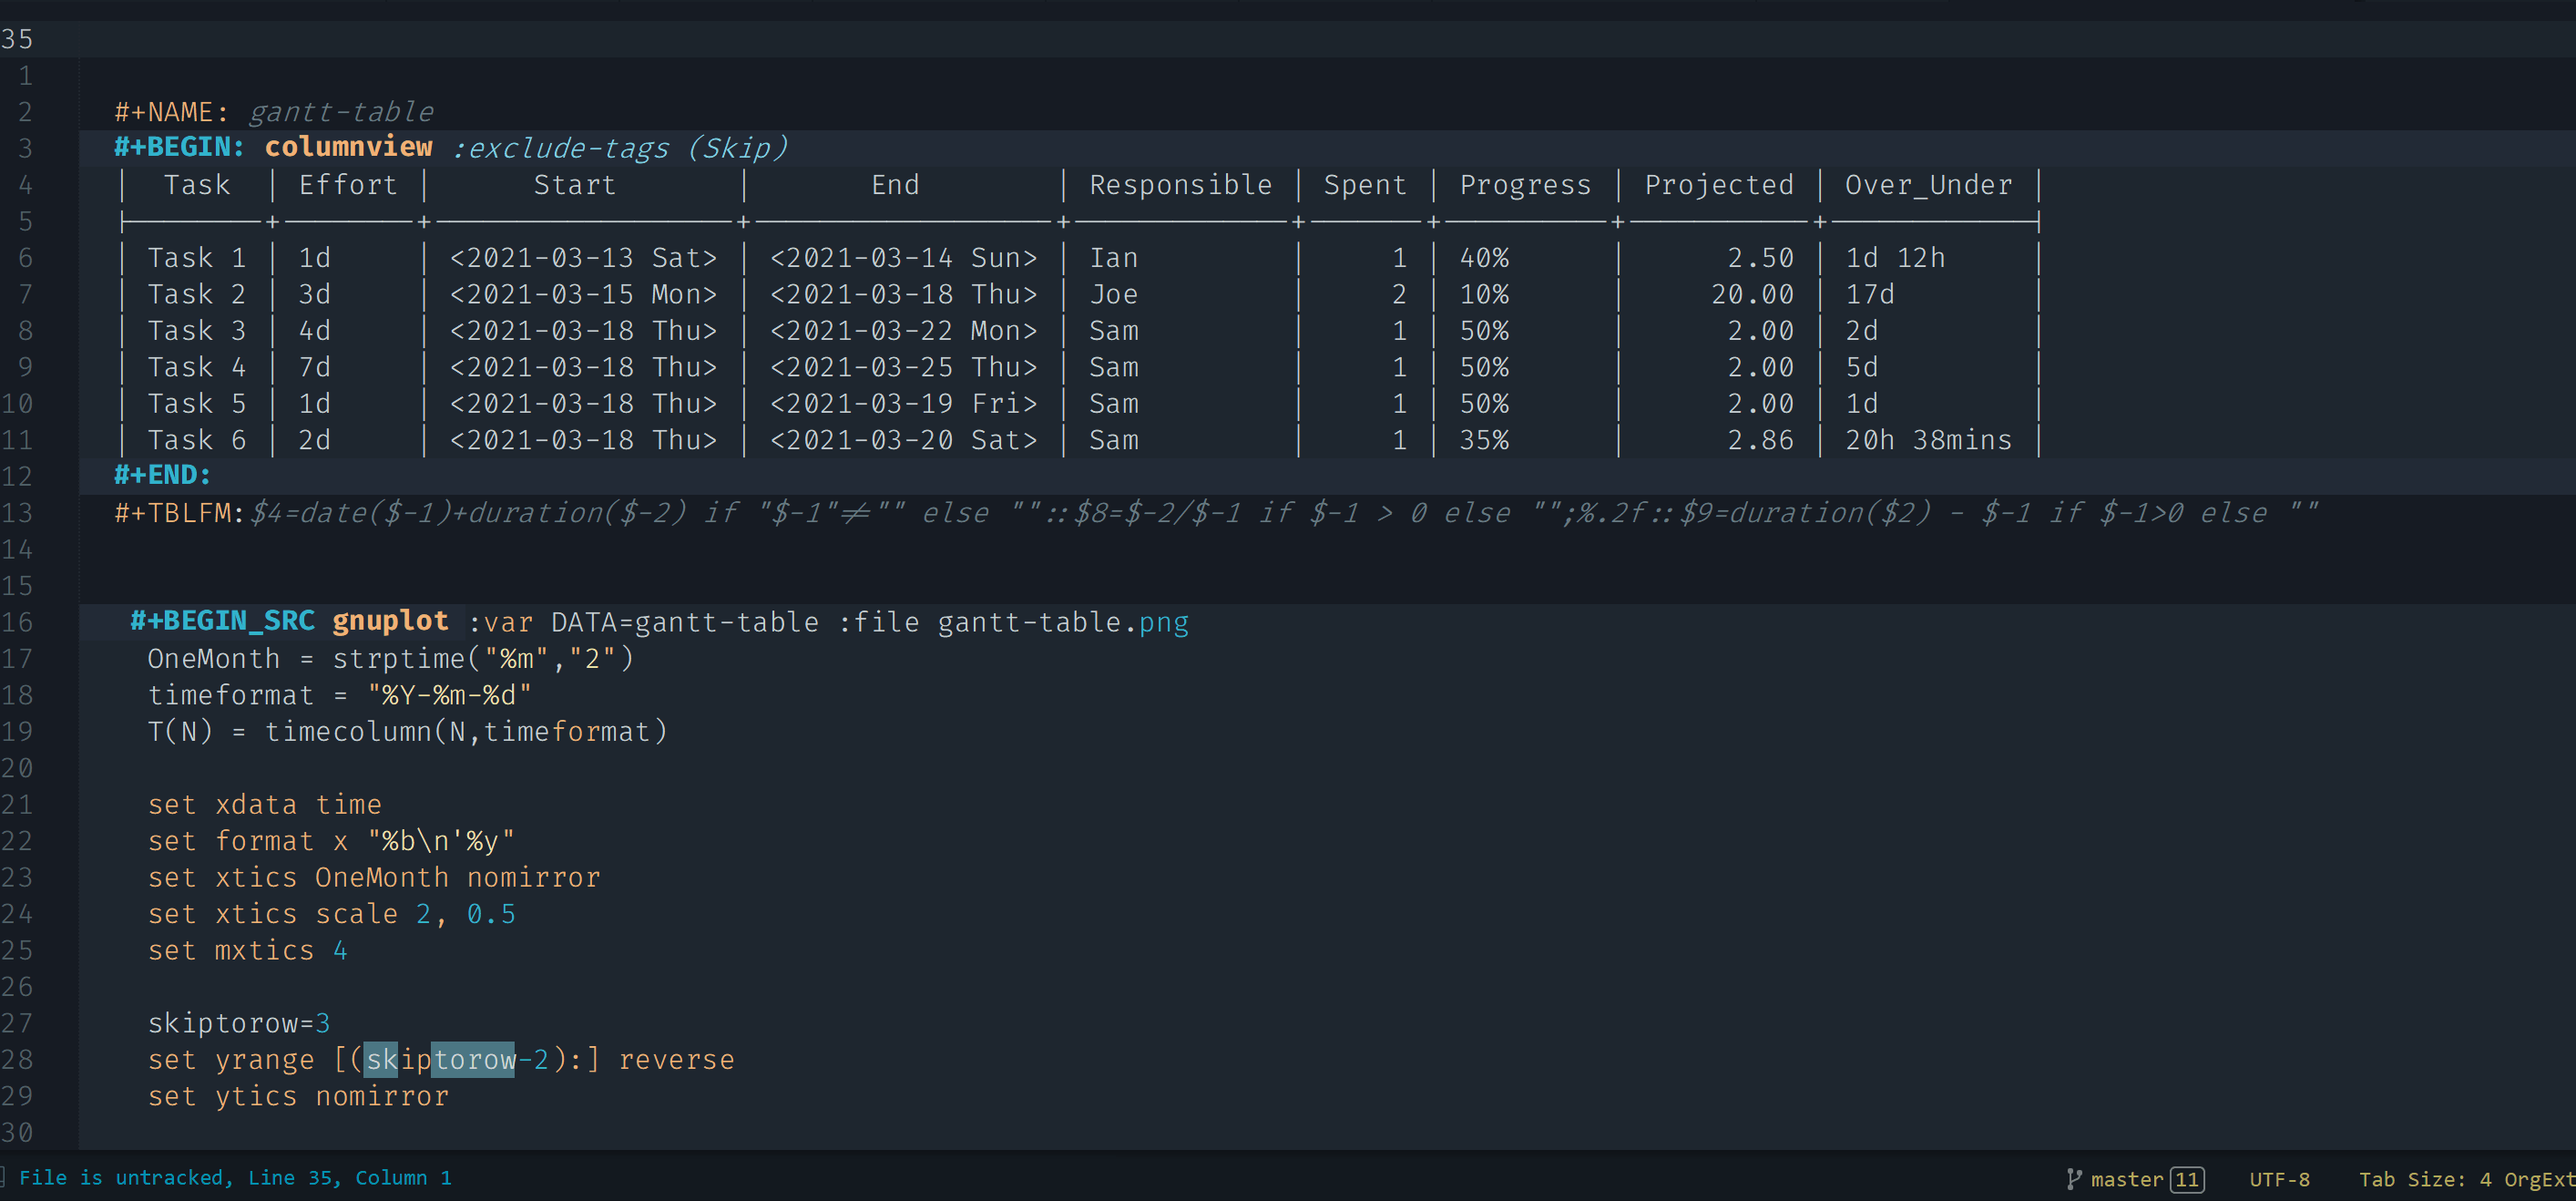 35
1
2 #+NAME: gantt-table
3 #+BEGIN: columnview :exclude-tags (Skip)
4 | Task | Effort | Start | End | Responsible | Spent | Progress | Projected | Over_Under |
5
6 | Task 1 | 1d | <2021-03-13 Sat> | <2021-03-14 Sun> | Ian | 1 | 40% | 2.50 | 1d 12h |
7 | Task 2 | 3d | <2021-03-15 Mon> | <2021-03-18 Thu> | Joe | 2 | 10% | 20.00 | 17d |
8 | Task 3 | 4d | <2021-03-18 Thu> | <2021-03-22 Mon> | Sam | 1 | 50% | 2.00 | 2d |
9 | Task 4 | 7d | <2021-03-18 Thu> | <2021-03-25 Thu> | Sam | 1 | 50% | 2.00 | 5d |
10 | Task 5 | 1d | <2021-03-18 Thu> | <2021-03-19 Fri> | Sam | 1 | 50% | 2.00 | 1d |
11 | Task 6 | 2d | <2021-03-18 Thu> | <2021-03-20 Sat> | Sam | 1 | 35% | 2.86 | 20h 38mins |
12 #+END:
13 #+TBLFM:$4=date($-1)+duration($-2) if "$-1"≠"" else ""::$8=$-2/$-1 if $-1 > 0 else "";%.2f::$9=duration($2) - $-1 if $-1>0 else ""
14
15
16 #+BEGIN_SRC gnuplot :var DATA=gantt-table :file gantt-table.png
17 OneMonth = strptime("%m","2")
18 timeformat = "%Y-%m-%d"
19 T(N) = timecolumn(N,timeformat)
20
21 set xdata time
22 set format x "%b\n'%y"
23 set xtics OneMonth nomirror
24 set xtics scale 2, 0.5
25 set mxtics 4
26
27 skiptorow=3
28 set yrange [(skiptorow-2):] reverse
29 set ytics nomirror
30
File is untracked, Line 35, Column 1 master 11 UTF-8 Tab Size: 4 OrgExt